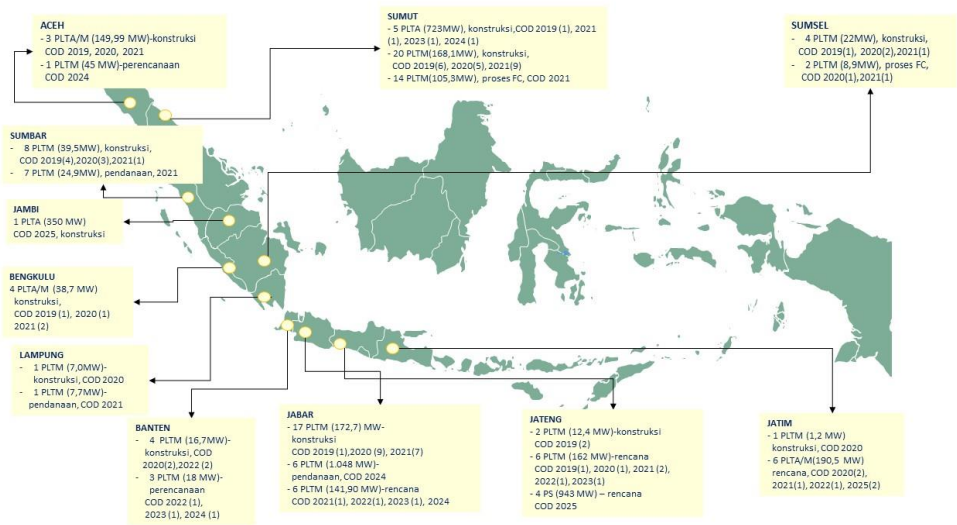 ACEH
- 3 PLTA/M (149,99 MW)-konstruksi
COD 2019, 2020, 2021
- 1 PLTM (45 MW)-perencanaan
COD 2024
SUMUT
- 5 PLTA (723MW), konstruksi,COD 2019 (1), 2021
(1), 2023 (1), 2024 (1)
- 20 PLTM(168,1MW), konstruksi,
COD 2019(6), 2020(5), 2021(9)
- 14 PLTM(105,3MW), proses FC, COD 2021
SUMSEL
- 4 PLTM (22MW), konstruksi,
COD 2019(1), 2020(2),2021(1)
- 2 PLTM (8,9MW), proses FC,
COD 2020(1),2021(1)
SUMBAR
- 8 PLTM (39,5MW), konstruksi,
COD 2019(4),2020(3),2021(1)
- 7 PLTM (24,9MW), pendanaan, 2021
JAMBI
1 PLTA (350 MW)
COD 2025, konstruksi
BENGKULU
4 PLTA/M (38,7 MW)
konstruksi,
COD 2019 (1), 2020 (1)
2021 (2)
LAMPUNG
- 1 PLTM (7,0MW)-
konstruksi, COD 2020
- 1 PLTM (7,7MW)-
pendanaan, COD 2021
BANTEN
- 4 PLTM (16,7MW)-
konstruksi, COD
2020(2),2022 (2)
- 3 PLTM (18 MW)-
perencanaan
COD 2022 (1),
2023 (1), 2024 (1)
JABAR
- 17 PLTM (172,7) MW-
konstruksi
COD 2019 (1),2020 (9), 2021(7)
- 6 PLTM (1.048 MW)-
pendanaan, COD 2024
- 6 PLTM (141,90 MW)-rencana
COD 2021(1), 2022(1), 2023(1), 2024
JATENG
- 2 PLTM (12,4 MW)-konstruksi
COD 2019 (2)
- 6 PLTM (162 MW)-rencana
COD 2019(1), 2020 (1), 2021 (2),
2022(1), 2023(1)
- 4 PS (943 MW) – rencana
COD 2025
JATIM
- 1 PLTM (1,2 MW)
konstruksi, COD 2020
- 6 PLTA/M(190,5 MW)
rencana, COD 2020(2),
2021(1), 2022(1), 2025(2)